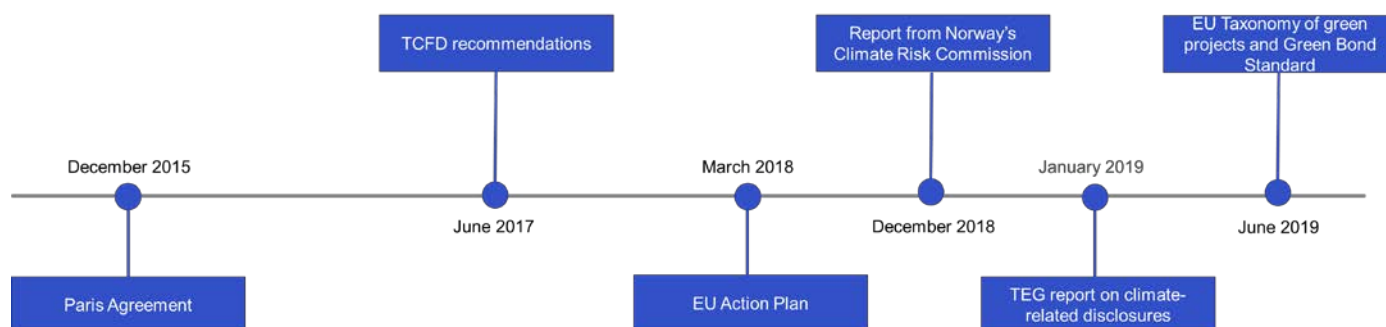 TCFD recommendations
Report from Norway's
Climate Risk Commission
EU Taxonomy of green
projects and Green Bond
Standard
December 2015
March 2018
January 2019
June 2017
December 2018
June 2019
Paris Agreement
EU Action Plan
TEG report on climate-
related disclosures